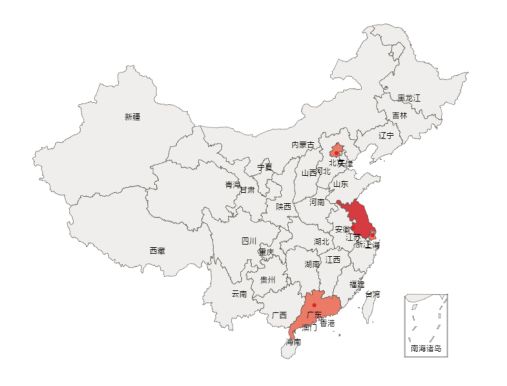 黑龙江
吉林
新疆
辽宁
内蒙古
北京
天津
宁夏
山西
河北
青海
甘肃
山东
陕西
河南
安徽
江苏
上海
四川
湖北
浙江
西藏
重庆
湖南
江西
贵州
福建
云南
台湾
广西
广东
香港
澳门
海南
南海诸岛